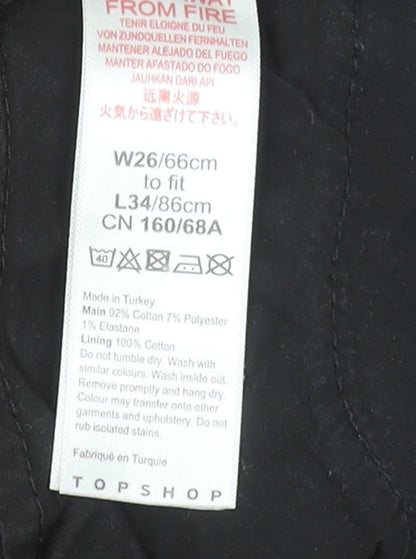 FROM FIRE
TENIR ELOIGNE DU FEU
VON ZUNDQUELLEN FERNHALTEN
MANTENER ALEJADO DEL FUEGO
MANTER AFASTADO DO FOGO
JAUHKAN DARI API
远离火源
火気から遠ざけて下さい。
W26/66cm
to fit
L34/86cm
CN 160/68A
40
Made in Turkey
Main 92% Cotton 7% Polyester
1% Elastane
Lining 100% Cotton
Do not tumble dry. Wash with
similar colours. Wash inside out.
Remove promptly and hang dry.
Colour may transfer onto other
garments and upholstery. Do not
rub isolated stains.
Fabriqué en Turquie
TOPSHOP